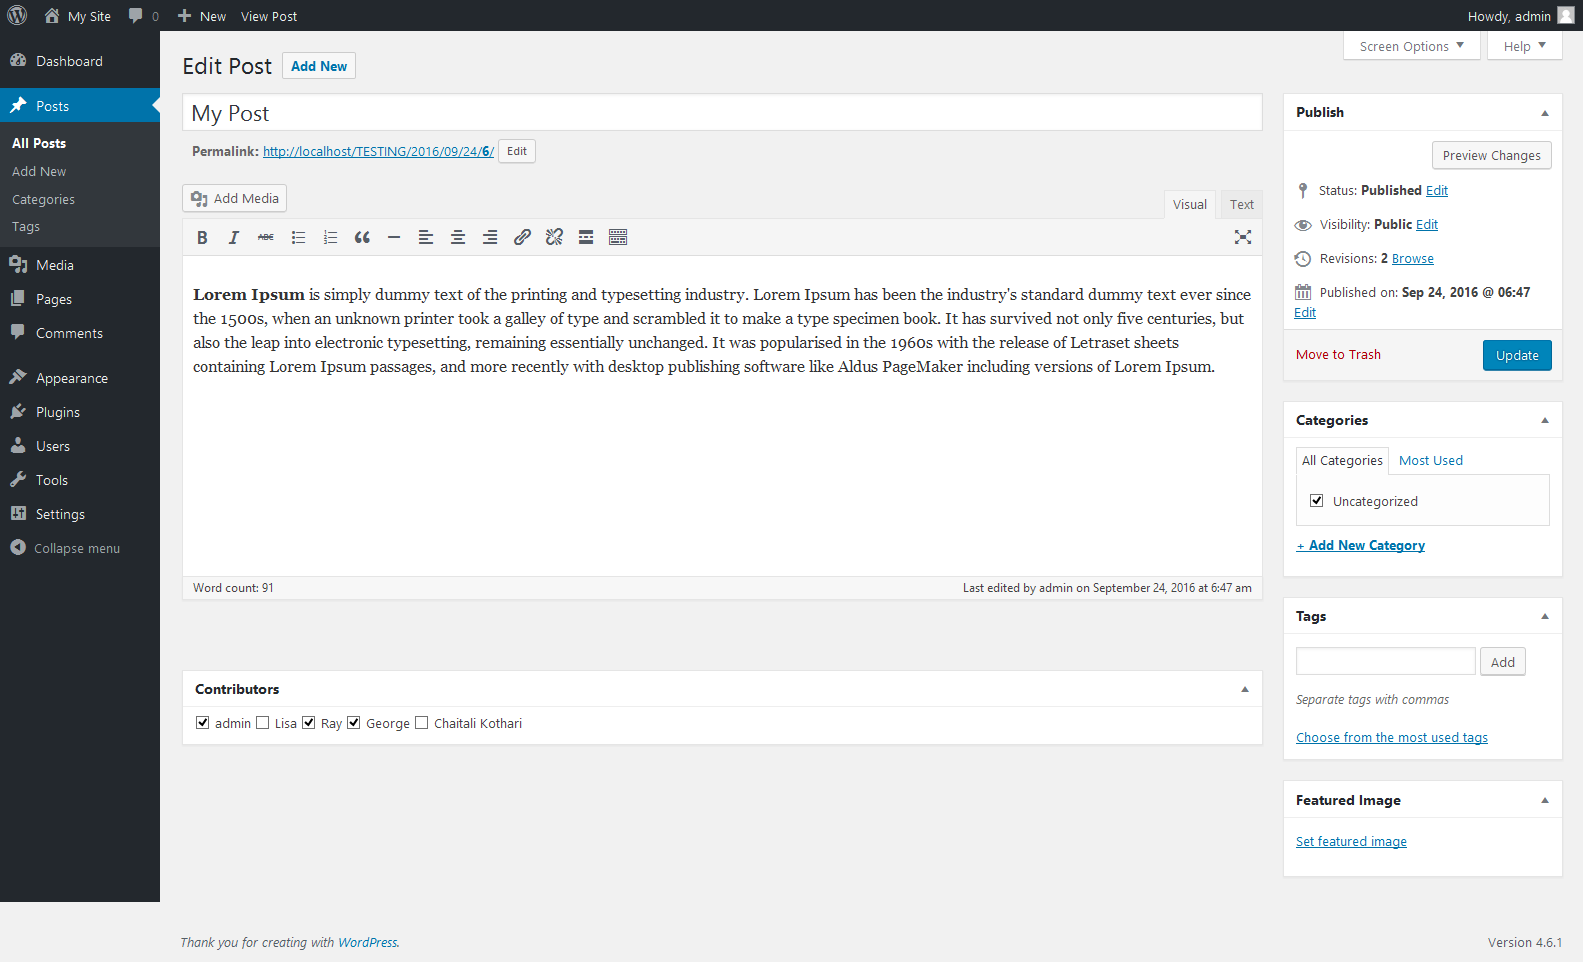 My Site 0 New View Post Howdy, admin
Dashboard
Posts
All Posts
Add New
Categories
Tags
Media
Pages
Comments
Appearance
Plugins
Users
Tools
Settings
Collapse menu
Screen Options Help
Edit Post Add New
My Post
Permalink: http://localhost/TESTING/2016/09/24/6/ Edit
Add Media
Visual Text
B I ABC
Lorem Ipsum is simply dummy text of the printing and typesetting industry. Lorem Ipsum has been the industry's standard dummy text ever since
the 1500s, when an unknown printer took a galley of type and scrambled it to make a type specimen book. It has survived not only five centuries, but
also the leap into electronic typesetting, remaining essentially unchanged. It was popularised in the 1960s with the release of Letraset sheets
containing Lorem Ipsum passages, and more recently with desktop publishing software like Aldus PageMaker including versions of Lorem Ipsum.
Word count: 91 Last edited by admin on September 24, 2016 at 6:47 am
Contributors
admin Lisa Ray George Chaitali Kothari
Publish
Preview Changes
Status: Published Edit
Visibility: Public Edit
Revisions: 2 Browse
Published on: Sep 24, 2016 @ 06:47
Edit
Move to Trash Update
Categories
All Categories Most Used
Uncategorized
+ Add New Category
Tags
Add
Separate tags with commas
Choose from the most used tags
Featured Image
Set featured image
Thank you for creating with WordPress. Version 4.6.1